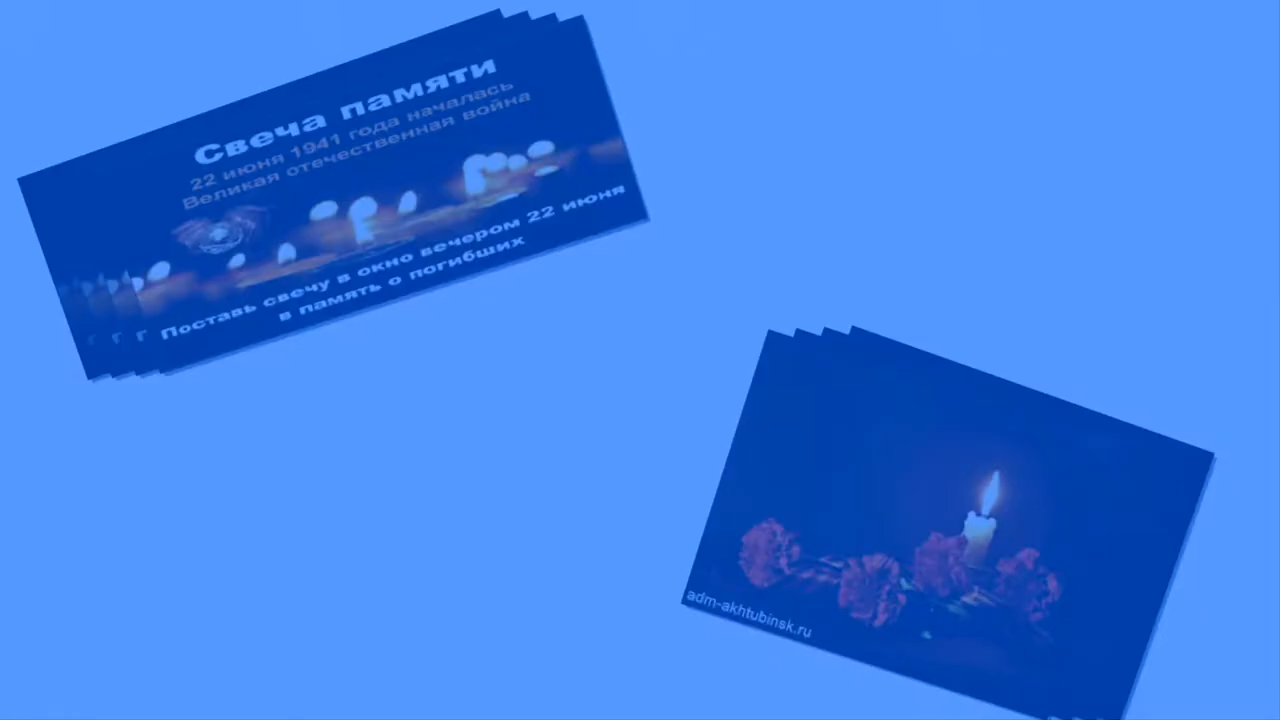 Свеча памяти
22 июня 1941 года началась
Великая отечественная война
Поставь свечу в окно вечером 22 июня
в память о погибших
adm-akhtubinsk.ru